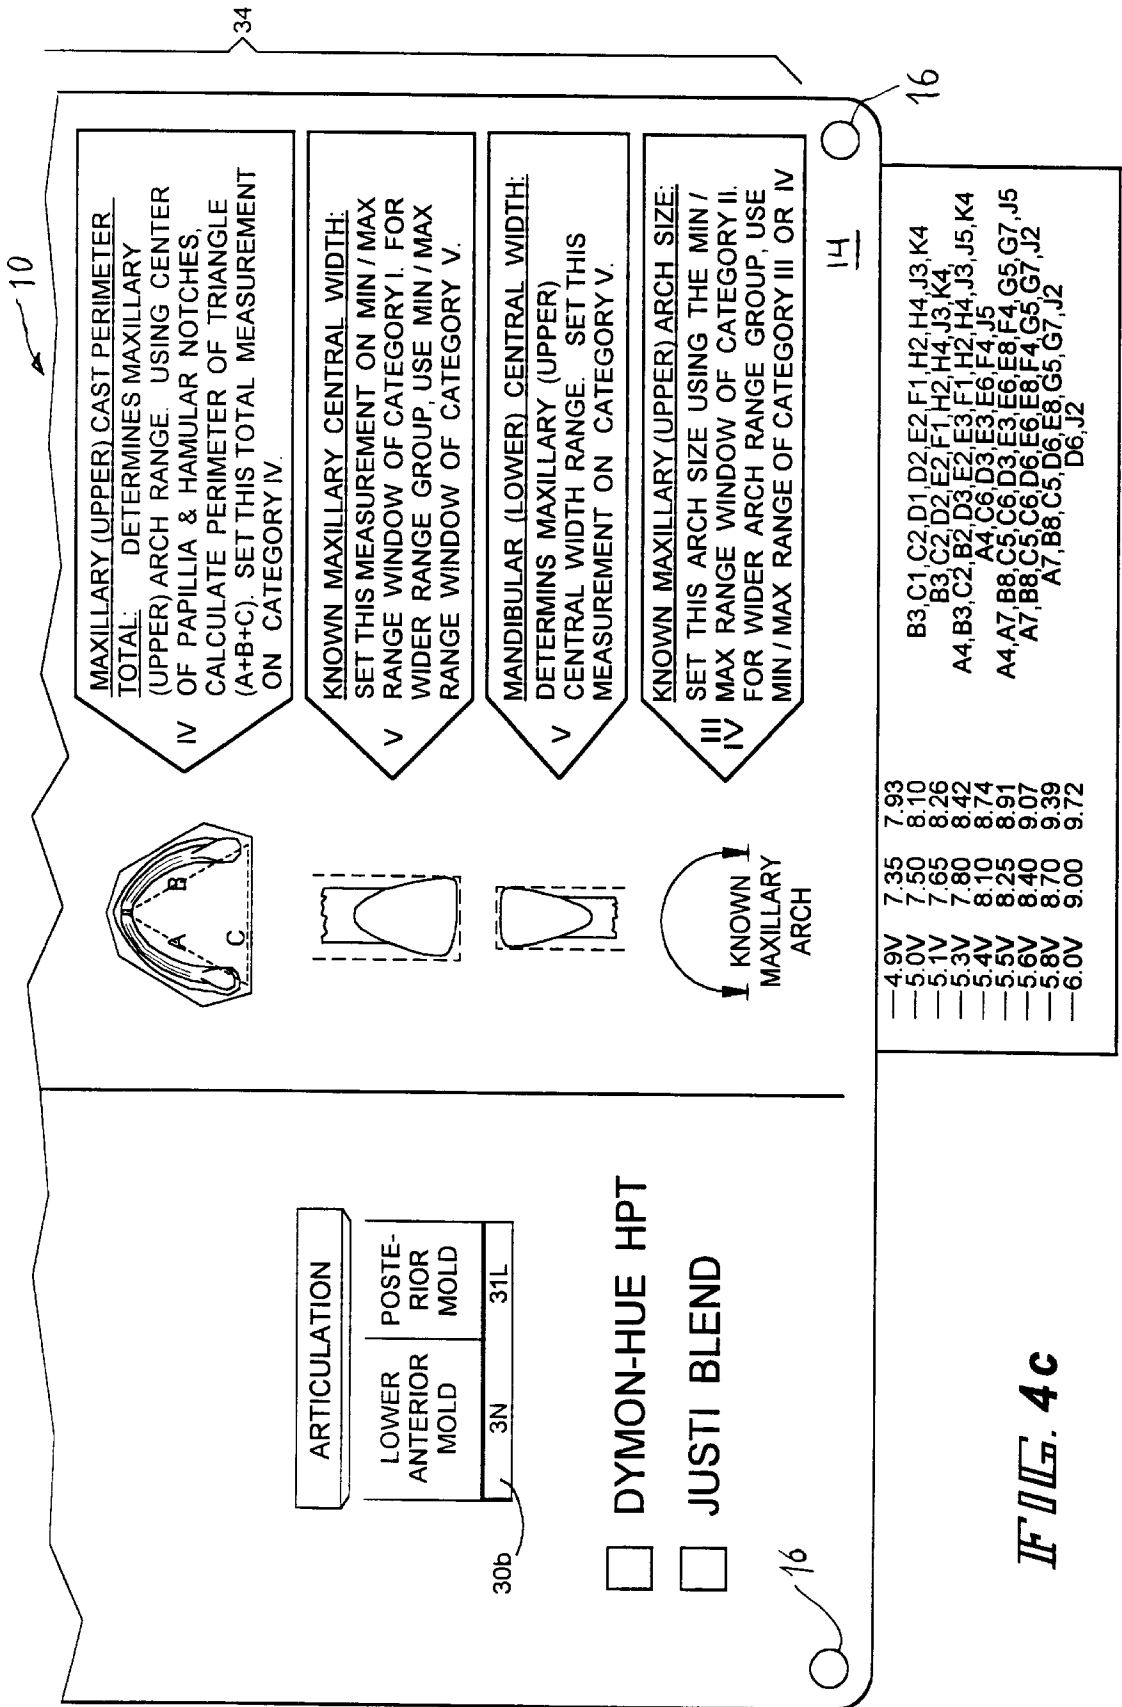 10
34
MAXILLARY (UPPER) CAST PERIMETER
TOTAL: DETERMINES MAXILLARY
(UPPER) ARCH RANGE. USING CENTER
OF PAPILLIA & HAMULAR NOTCHES,
CALCULATE PERIMETER OF TRIANGLE
(A+B+C). SET THIS TOTAL MEASUREMENT
ON CATEGORY IV.
IV
A
B
C
KNOWN MAXILLARY CENTRAL WIDTH:
SET THIS MEASUREMENT ON MIN / MAX
RANGE WINDOW OF CATEGORY I. FOR
WIDER RANGE GROUP, USE MIN / MAX
RANGE WINDOW OF CATEGORY V.
V
MANDIBULAR (LOWER) CENTRAL WIDTH:
DETERMINS MAXILLARY (UPPER)
CENTRAL WIDTH RANGE. SET THIS
MEASUREMENT ON CATEGORY V.
V
KNOWN MAXILLARY (UPPER) ARCH SIZE:
SET THIS ARCH SIZE USING THE MIN /
MAX RANGE WINDOW OF CATEGORY II.
FOR WIDER ARCH RANGE GROUP, USE
MIN / MAX RANGE OF CATEGORY III OR IV
III
IV
KNOWN
MAXILLARY
ARCH
ARTICULATION
LOWER
ANTERIOR
MOLD
POSTE-
RIOR
MOLD
3N 31L
30b
DYMON-HUE HPT
JUSTI BLEND
16
16
14
4.9V 7.35 7.93 B3,C1,C2,D1,D2,E2,F1,H2,H4,J3,K4
5.0V 7.50 8.10 B3,C2,D2,E2,F1,H2,H4,J3,K4,
5.1V 7.65 8.26 A4,B3,C2,B2,D3,E2,E3,F1,H2,H4,J3,J5,K4
5.3V 7.80 8.42 A4,C6,D3,E3,E6,F4,J5
5.4V 8.10 8.74 A4,A7,B8,C5,C6,D3,E3,E6,E8,F4,G5,G7,J5
5.5V 8.25 8.91 A7,B8,C5,C6,D6,E6,E8,F4,G5,G7,J2
5.6V 8.40 9.07 A7,B8,C5,D6,E8,G5,G7,J2
5.8V 8.70 9.39 D6,J2
6.0V 9.00 9.72
FIG. 4c